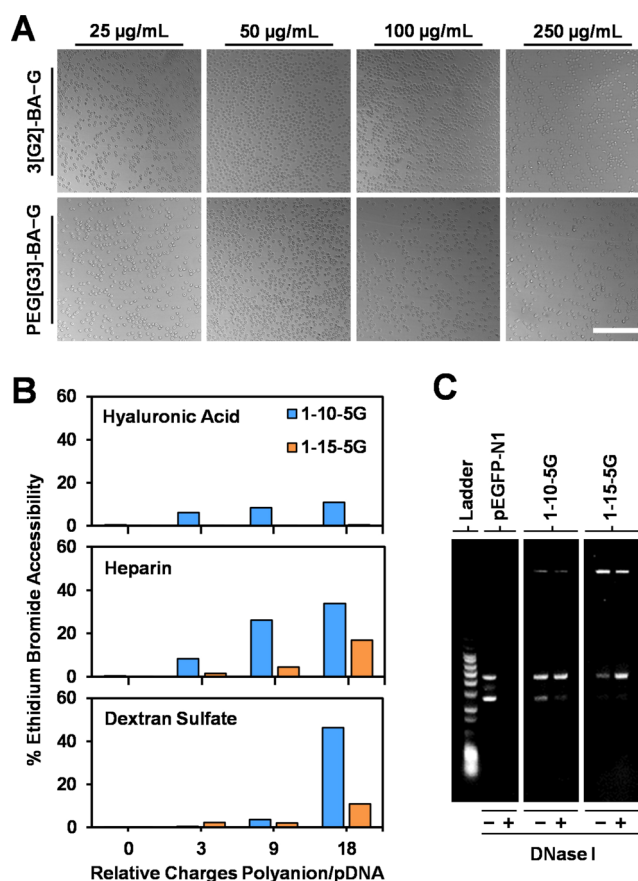 A
25 µg/mL
50 µg/mL
100 µg/mL
250 µg/mL
3[G2]-BA–G
PEG[G3]-BA–G
B
% Ethidium Bromide Accessibility
60
40
20
0
Hyaluronic Acid
1-10-5G
1-15-5G
60
40
20
0
Heparin
60
40
20
0
Dextran Sulfate
0 3 9 18
Relative Charges Polyanion/pDNA
C
Ladder
pEGFP-N1
1-10-5G
1-15-5G
− + − + − +
DNase I